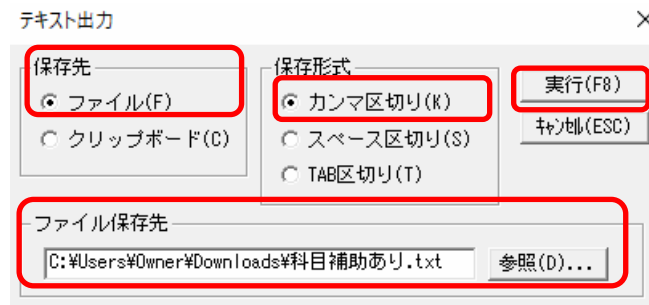 テキスト出力
保存先
ファイル(F)
クリップボード(C)
保存形式
カンマ区切り(K)
スペース区切り(S)
TAB区切り(T)
実行(F8)
ｷｬﾝｾﾙ(ESC)
ファイル保存先
C:¥Users¥Owner¥Downloads¥科目補助あり.txt
参照(D)...